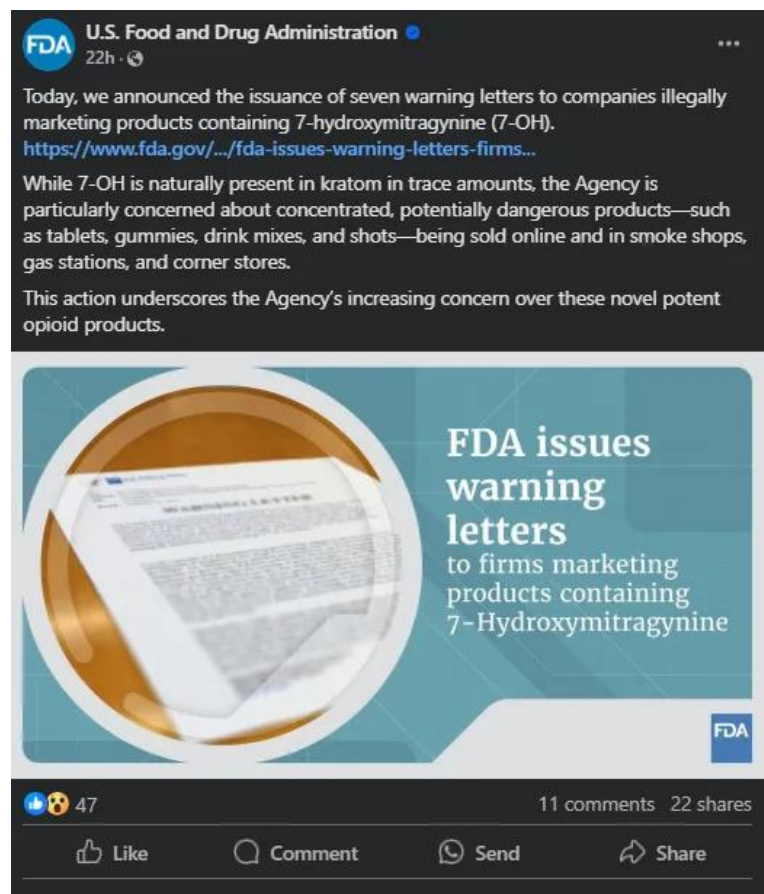 FDA
U.S. Food and Drug Administration
22h ·
Today, we announced the issuance of seven warning letters to companies illegally
marketing products containing 7-hydroxymitragynine (7-OH).
https://www.fda.gov/.../fda-issues-warning-letters-firms...
While 7-OH is naturally present in kratom in trace amounts, the Agency is
particularly concerned about concentrated, potentially dangerous products—such
as tablets, gummies, drink mixes, and shots—being sold online and in smoke shops,
gas stations, and corner stores.
This action underscores the Agency's increasing concern over these novel potent
opioid products.
WARNING LETTER
FDA issues
warning
letters
to firms marketing
products containing
7-Hydroxymitragynine
FDA
47
11 comments 22 shares
Like Comment Send Share